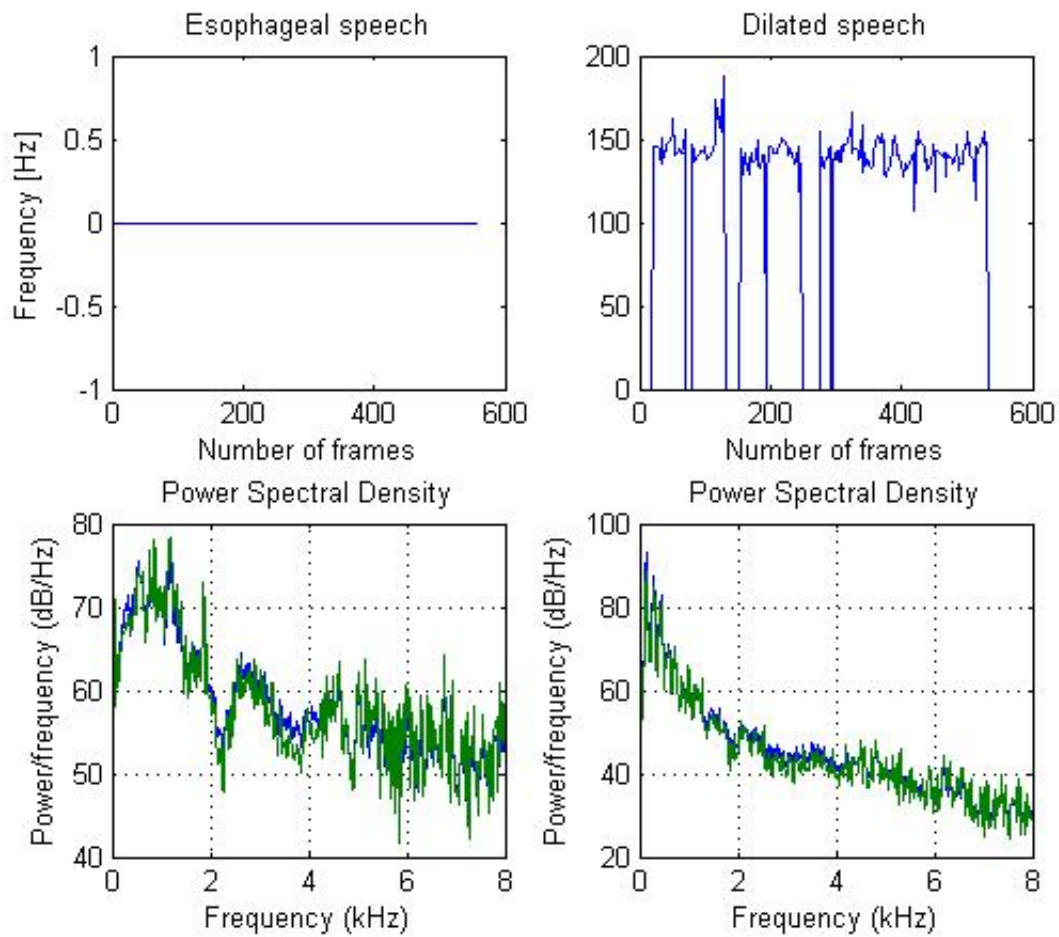 Esophageal speech
Frequency [Hz]
1
0.5
0
-0.5
-1
0 200 400 600
Number of frames
Dilated speech
200
150
100
50
0
0 200 400 600
Number of frames
Power Spectral Density
Power/frequency (dB/Hz)
80
70
60
50
40
0 2 4 6 8
Frequency (kHz)
Power Spectral Density
Power/frequency (dB/Hz)
100
80
60
40
20
0 2 4 6 8
Frequency (kHz)